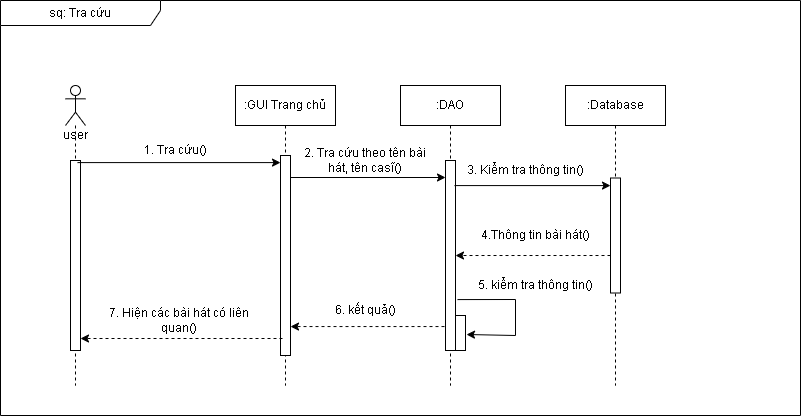 sq: Tra cứu
:GUI Trang chủ
:DAO
:Database
user
1. Tra cứu()
2. Tra cứu theo tên bài
hát, tên casĩ()
3. Kiểm tra thông tin()
4.Thông tin bài hát()
5. kiểm tra thông tin()
6. kết quả()
7. Hiện các bài hát có liên
quan()